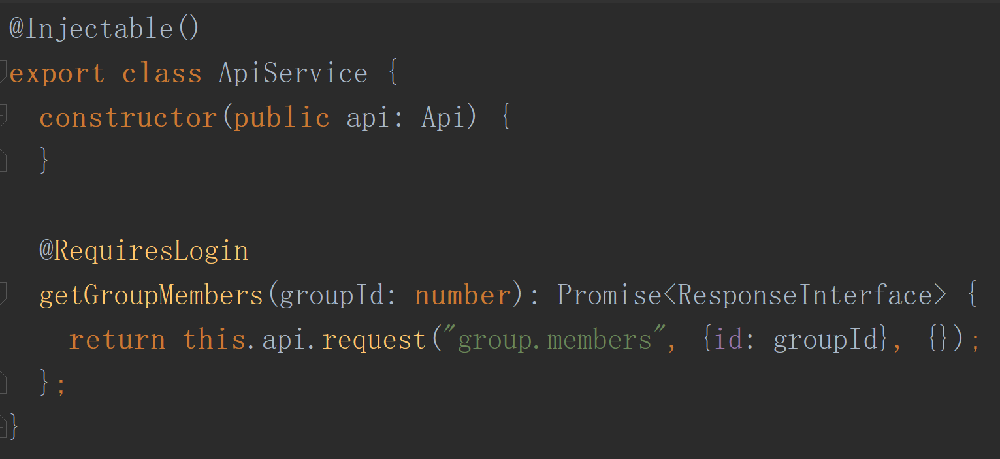 @Injectable()
export class ApiService {
  constructor(public api: Api) {
  }

  @RequiresLogin
  getGroupMembers(groupId: number): Promise<ResponseInterface> {
    return this.api.request("group.members", {id: groupId}, {});
  };
}